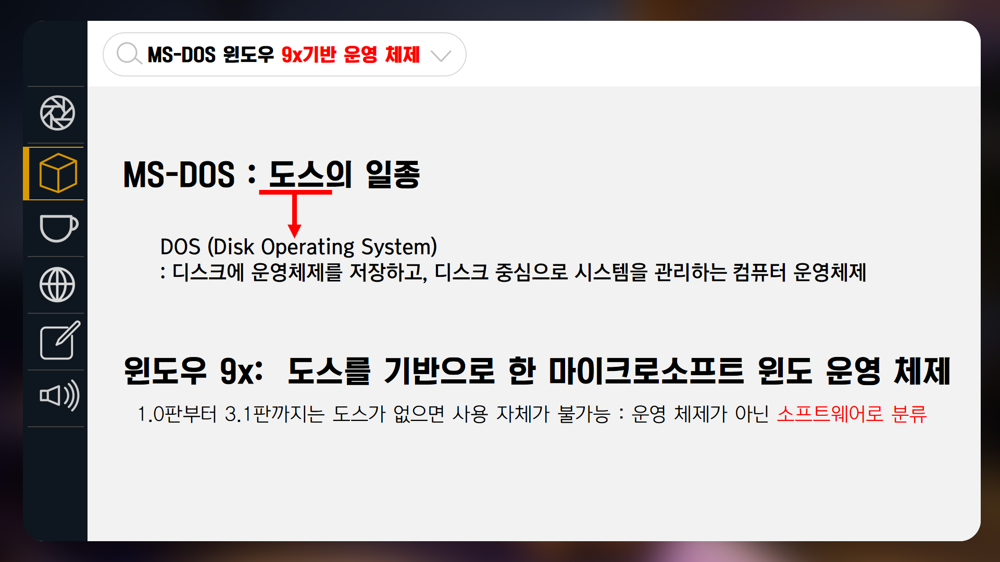 MS-DOS 윈도우 9x기반 운영 체제
MS-DOS : 도스의 일종
DOS (Disk Operating System)
: 디스크에 운영체제를 저장하고, 디스크 중심으로 시스템을 관리하는 컴퓨터 운영체제
윈도우 9x: 도스를 기반으로 한 마이크로소프트 윈도 운영 체제
1.0판부터 3.1판까지는 도스가 없으면 사용 자체가 불가능 : 운영 체제가 아닌 소프트웨어로 분류